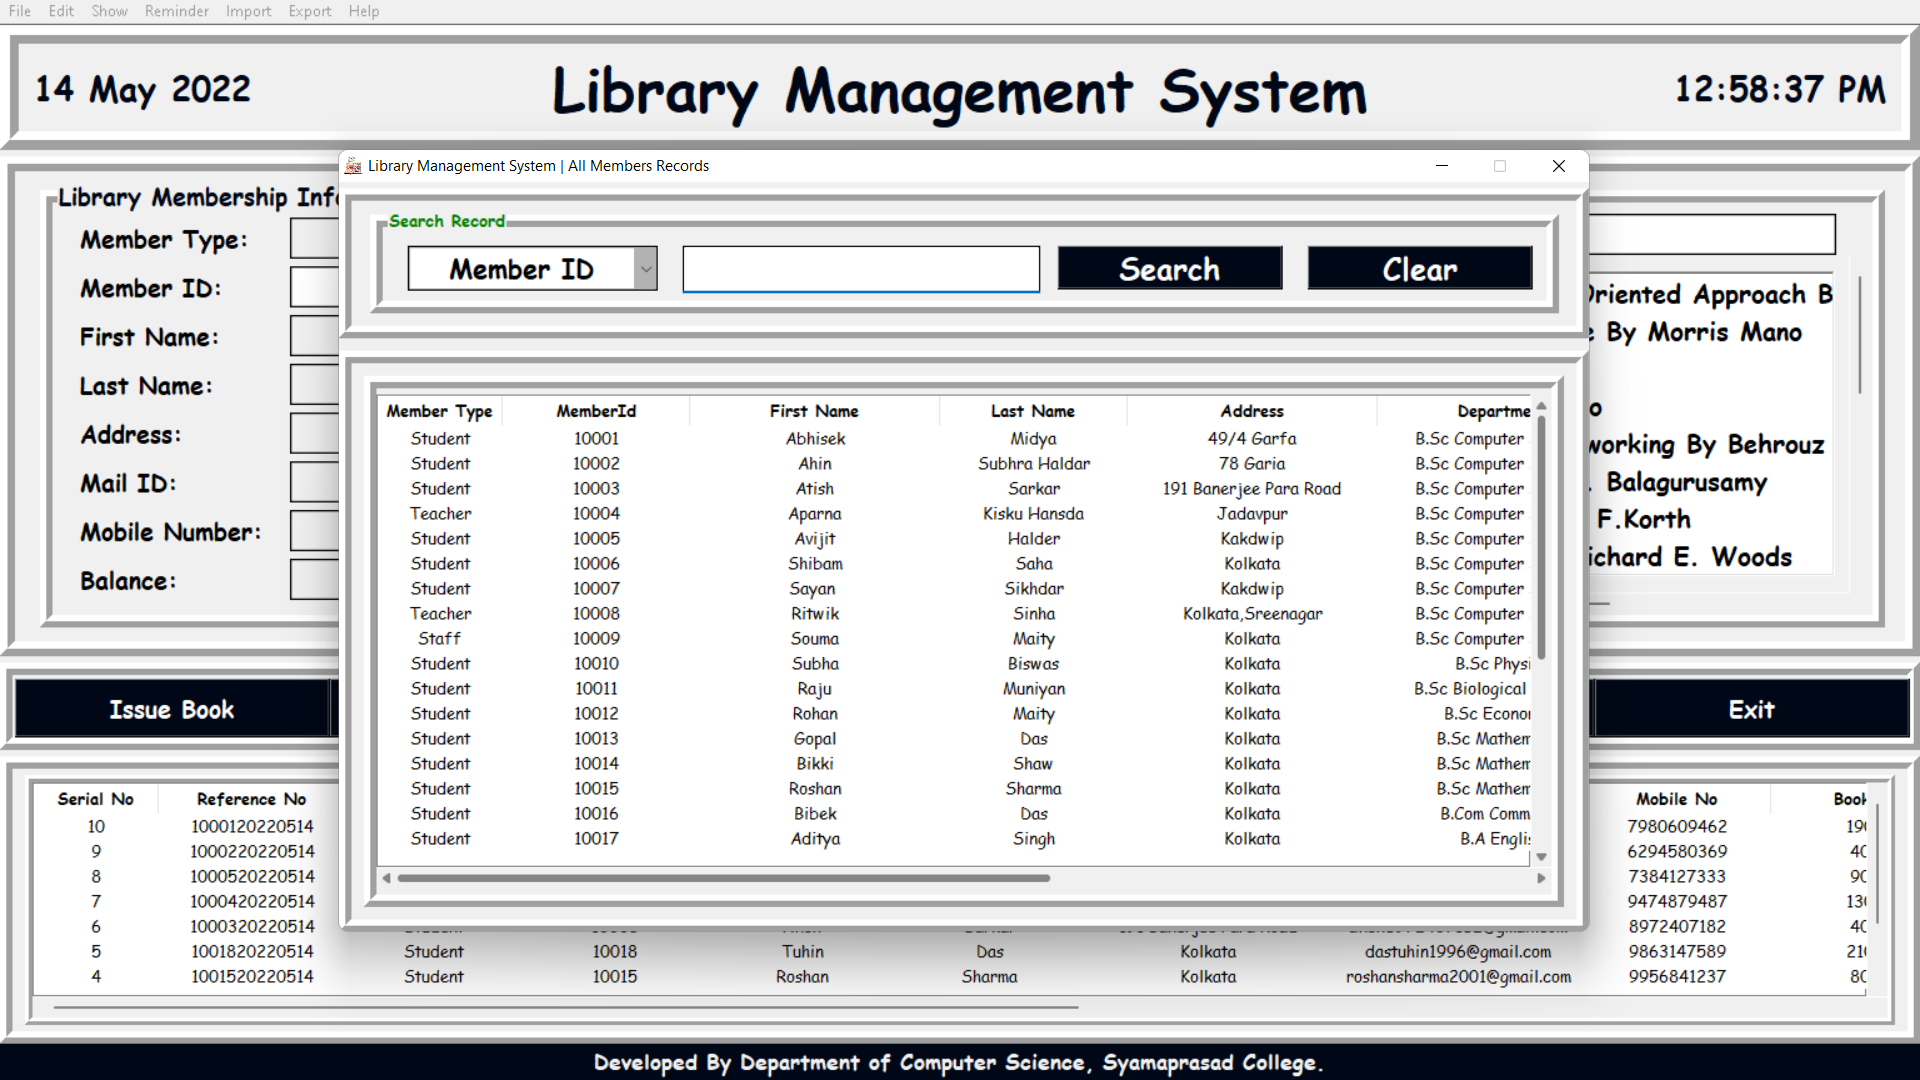 File Edit Show Reminder Import Export Help
14 May 2022 Library Management System 12:58:37 PM
Library Management System | All Members Records
Library Membership
Member Type:
Member ID:
First Name:
Last Name:
Address:
Mail ID:
Mobile Number:
Balance:
Search Record
Member ID Search Clear
Member Type MemberId First Name Last Name Address Departme
Student 10001 Abhisek Midya 49/4 Garfa B.Sc Computer
Student 10002 Ahin Subhra Haldar 78 Garia B.Sc Computer
Student 10003 Atish Sarkar 191 Banerjee Para Road B.Sc Computer
Teacher 10004 Aparna Kisku Hansda Jadavpur B.Sc Computer
Student 10005 Avijit Halder Kakdwip B.Sc Computer
Student 10006 Shibam Saha Kolkata B.Sc Computer
Student 10007 Sayan Sikhdar Kakdwip B.Sc Computer
Teacher 10008 Ritwik Sinha Kolkata,Sreenagar B.Sc Computer
Staff 10009 Souma Maity Kolkata B.Sc Computer
Student 10010 Subha Biswas Kolkata B.Sc Physi
Student 10011 Raju Muniyan Kolkata B.Sc Biological
Student 10012 Rohan Maity Kolkata B.Sc Econo
Student 10013 Gopal Das Kolkata B.Sc Mathem
Student 10014 Bikki Shaw Kolkata B.Sc Mathem
Student 10015 Roshan Sharma Kolkata B.Sc Mathem
Student 10016 Bibek Das Kolkata B.Com Comm
Student 10017 Aditya Singh Kolkata B.A Englis
Oriented Approach B
By Morris Mano
working By Behrouz
Balagurusamy
F.Korth
ichard E. Woods
Issue Book Exit
Serial No Reference No Mobile No Book
10 1000120220514 7980609462 190
9 1000220220514 6294580369 40
8 1000520220514 7384127333 90
7 1000420220514 9474879487 130
6 1000320220514 8972407182 40
5 1001820220514 Student 10018 Tuhin Das Kolkata dastuhin1996@gmail.com 9863147589 210
4 1001520220514 Student 10015 Roshan Sharma Kolkata roshansharma2001@gmail.com 9956841237 80
Developed By Department of Computer Science, Syamaprasad College.